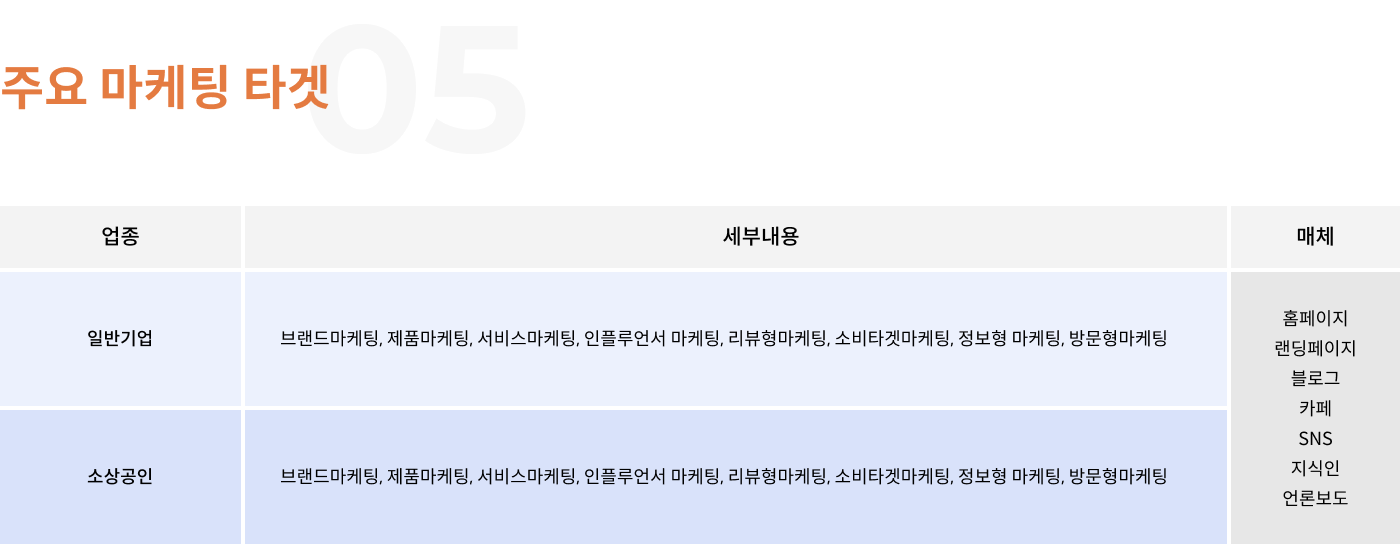 05
주요 마케팅 타겟
업종
세부내용
매체
일반기업
브랜드마케팅, 제품마케팅, 서비스마케팅, 인플루언서 마케팅, 리뷰형마케팅, 소비타겟마케팅, 정보형 마케팅, 방문형마케팅
소상공인
브랜드마케팅, 제품마케팅, 서비스마케팅, 인플루언서 마케팅, 리뷰형마케팅, 소비타겟마케팅, 정보형 마케팅, 방문형마케팅
홈페이지
랜딩페이지
블로그
카페
SNS
지식인
언론보도